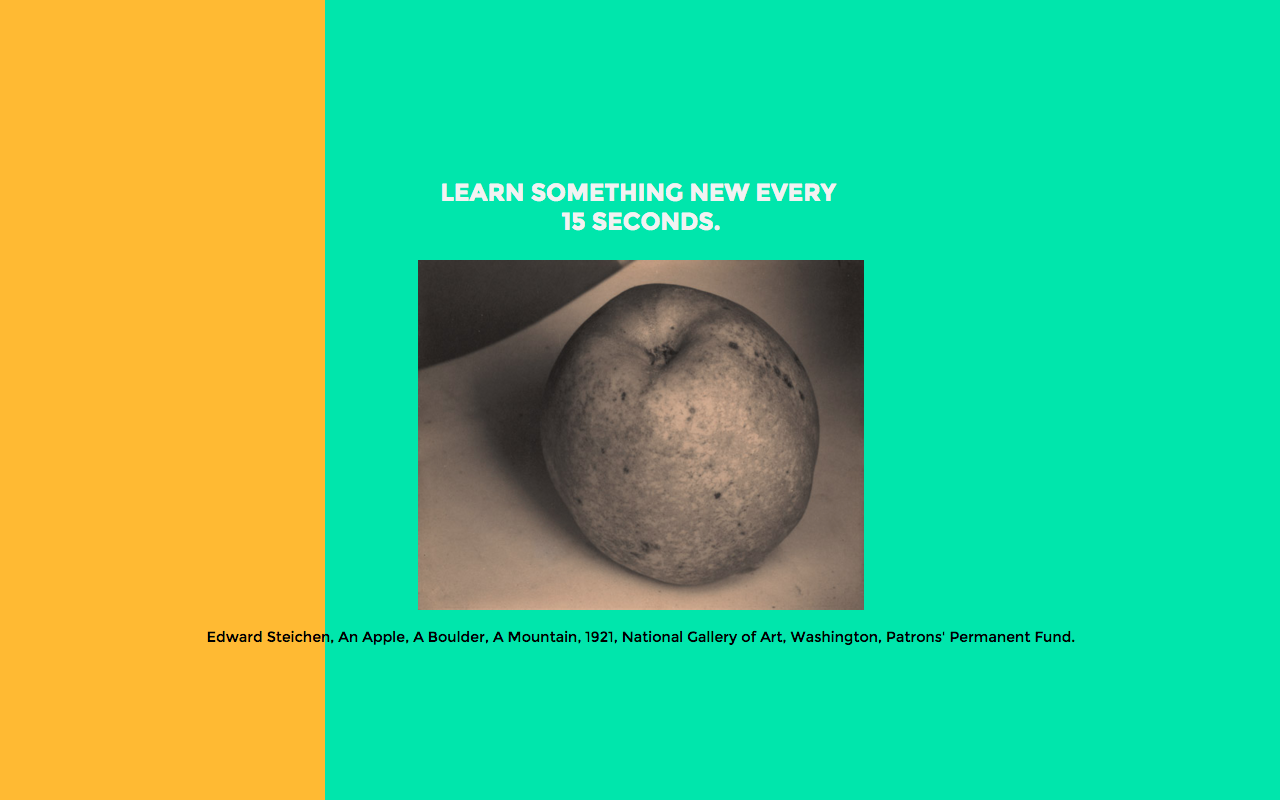 LEARN SOMETHING NEW EVERY
15 SECONDS.
Edward Steichen, An Apple, A Boulder, A Mountain, 1921, National Gallery of Art, Washington, Patrons' Permanent Fund.